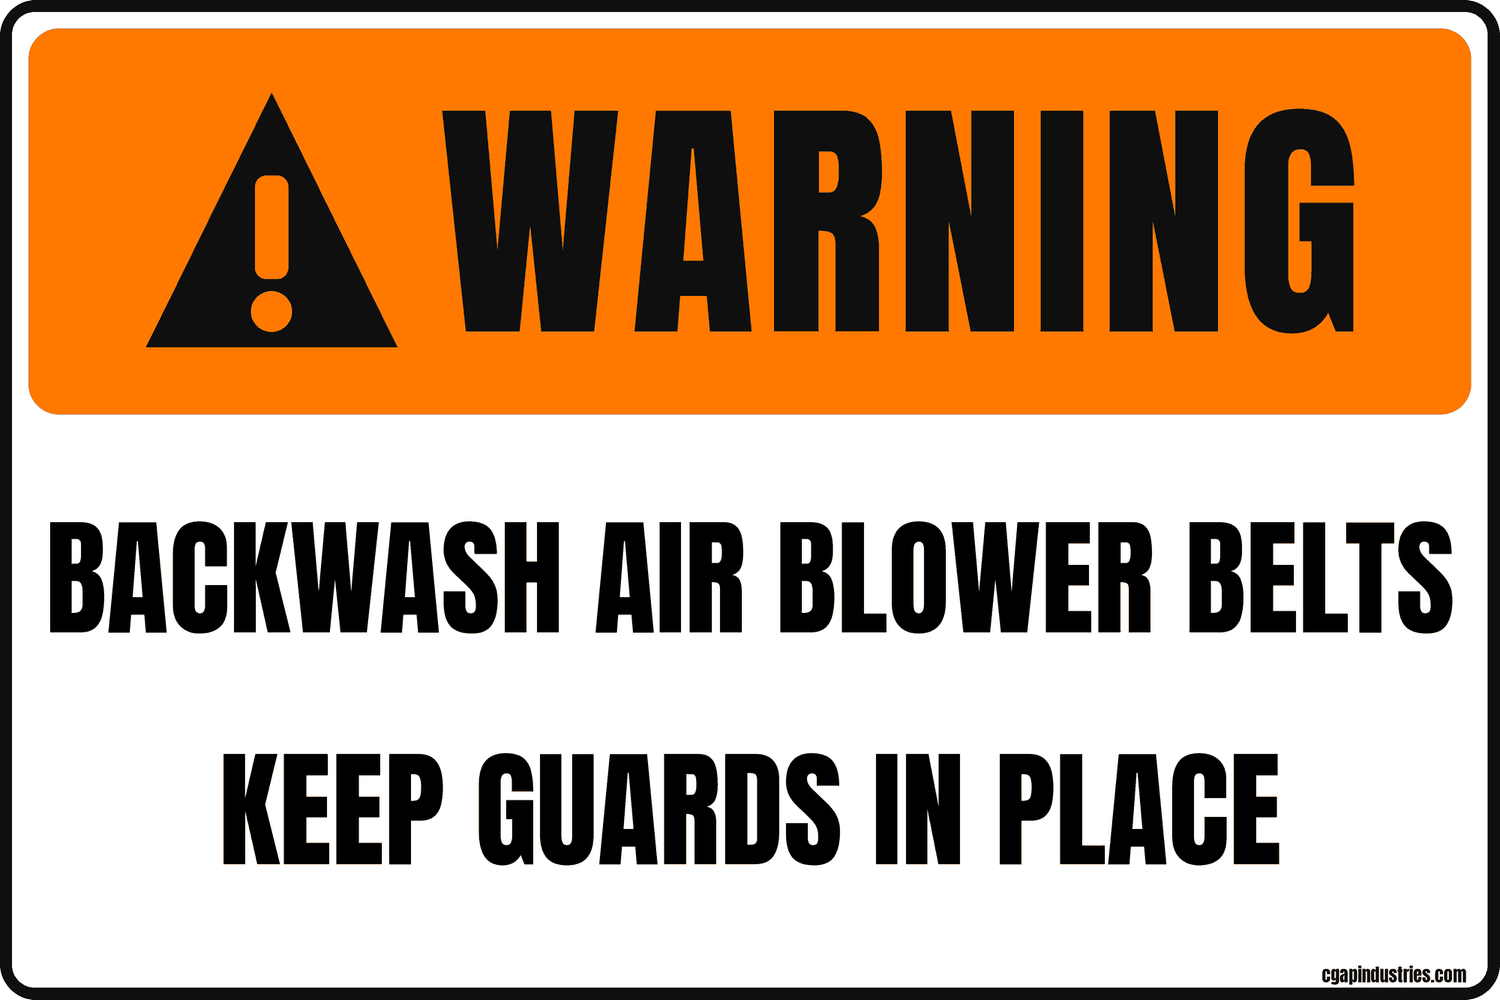 WARNING
BACKWASH AIR BLOWER BELTS
KEEP GUARDS IN PLACE
cgapindustries.com